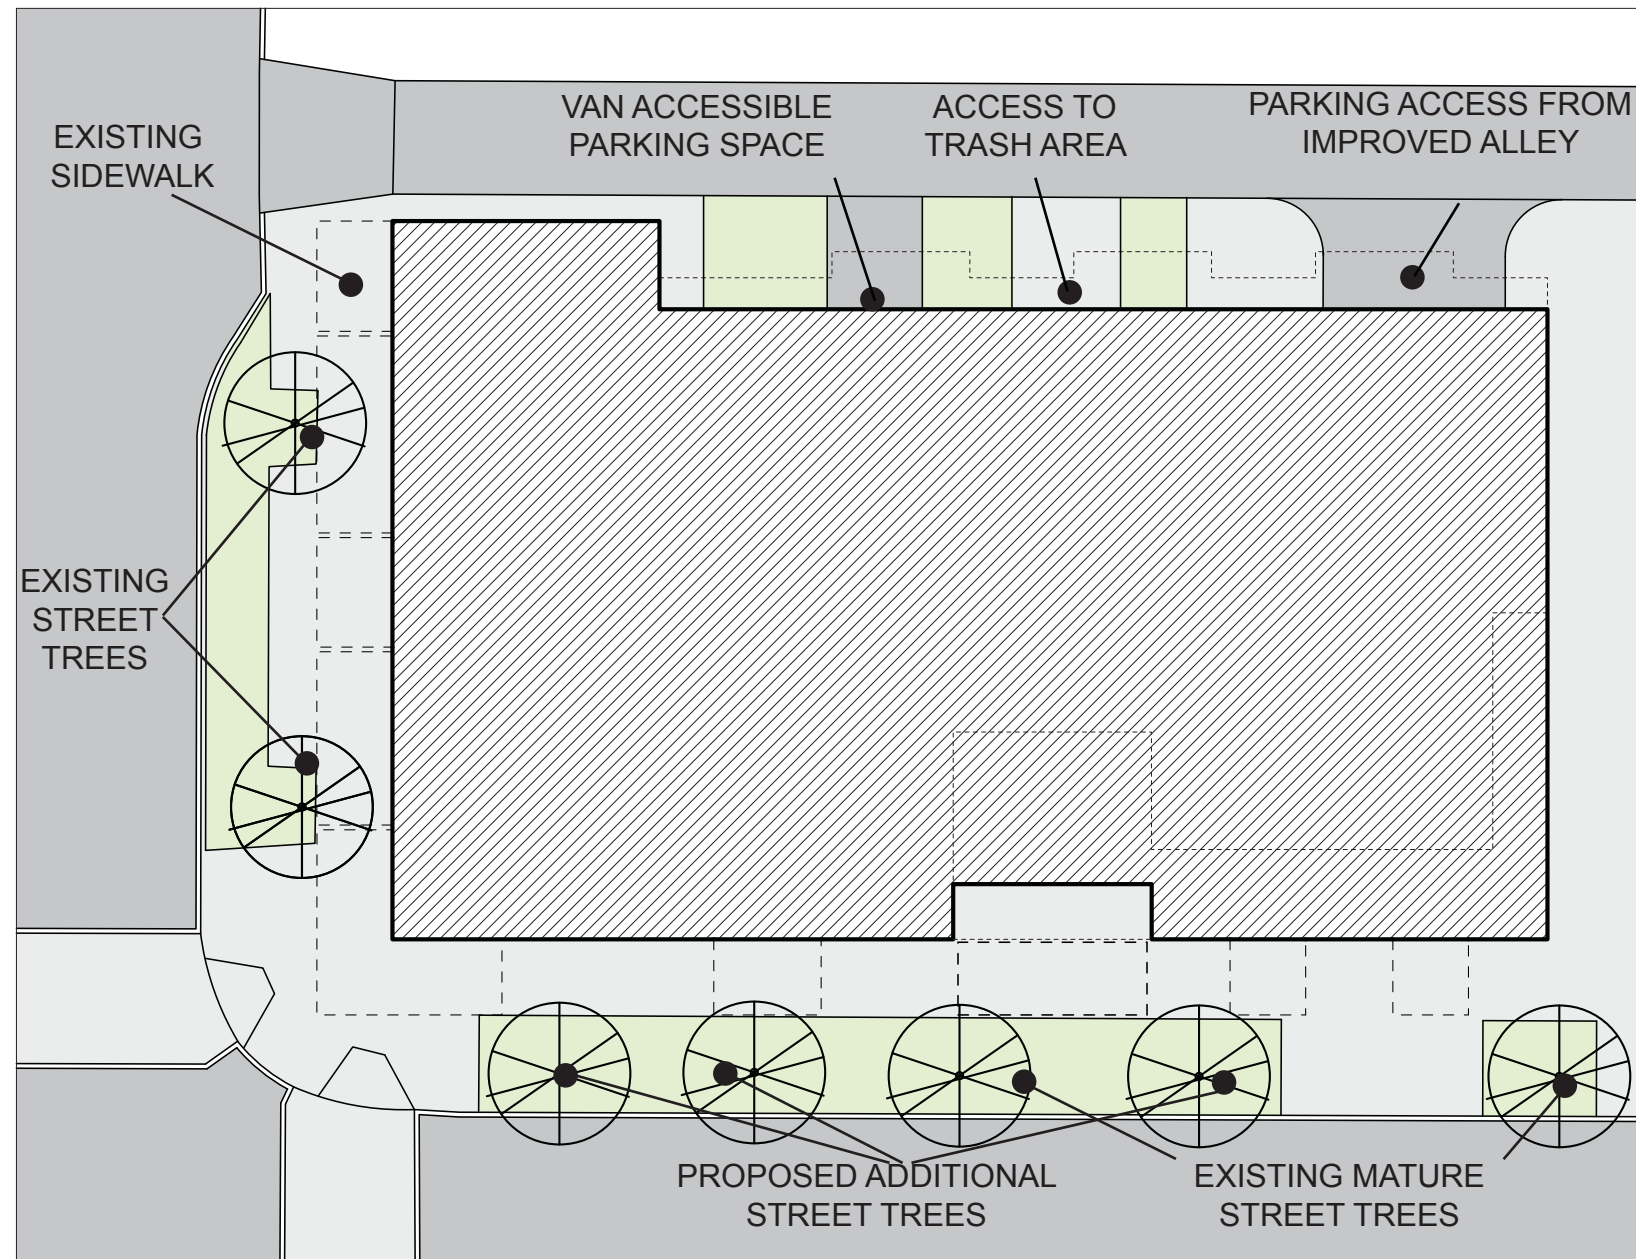 VAN ACCESSIBLE
PARKING SPACE
ACCESS TO
TRASH AREA
PARKING ACCESS FROM
IMPROVED ALLEY
EXISTING
SIDEWALK
EXISTING
STREET
TREES
PROPOSED ADDITIONAL
STREET TREES
EXISTING MATURE
STREET TREES